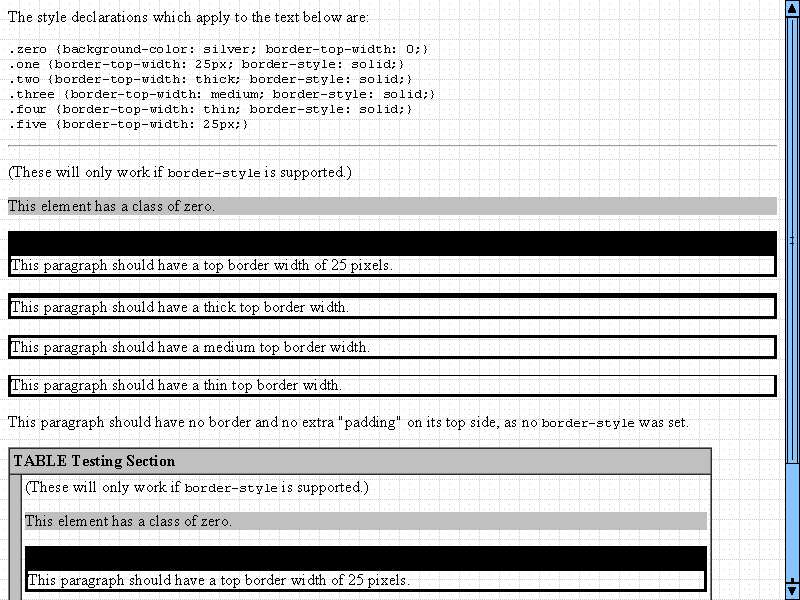 The style declarations which apply to the text below are:
.zero {background-color: silver; border-top-width: 0;}
.one {border-top-width: 25px; border-style: solid;}
.two {border-top-width: thick; border-style: solid;}
.three {border-top-width: medium; border-style: solid;}
.four {border-top-width: thin; border-style: solid;}
.five {border-top-width: 25px;}
(These will only work if border-style is supported.)
This element has a class of zero.
This paragraph should have a top border width of 25 pixels.
This paragraph should have a thick top border width.
This paragraph should have a medium top border width.
This paragraph should have a thin top border width.
This paragraph should have no border and no extra "padding" on its top side, as no border-style was set.
TABLE Testing Section
(These will only work if border-style is supported.)
This element has a class of zero.
This paragraph should have a top border width of 25 pixels.